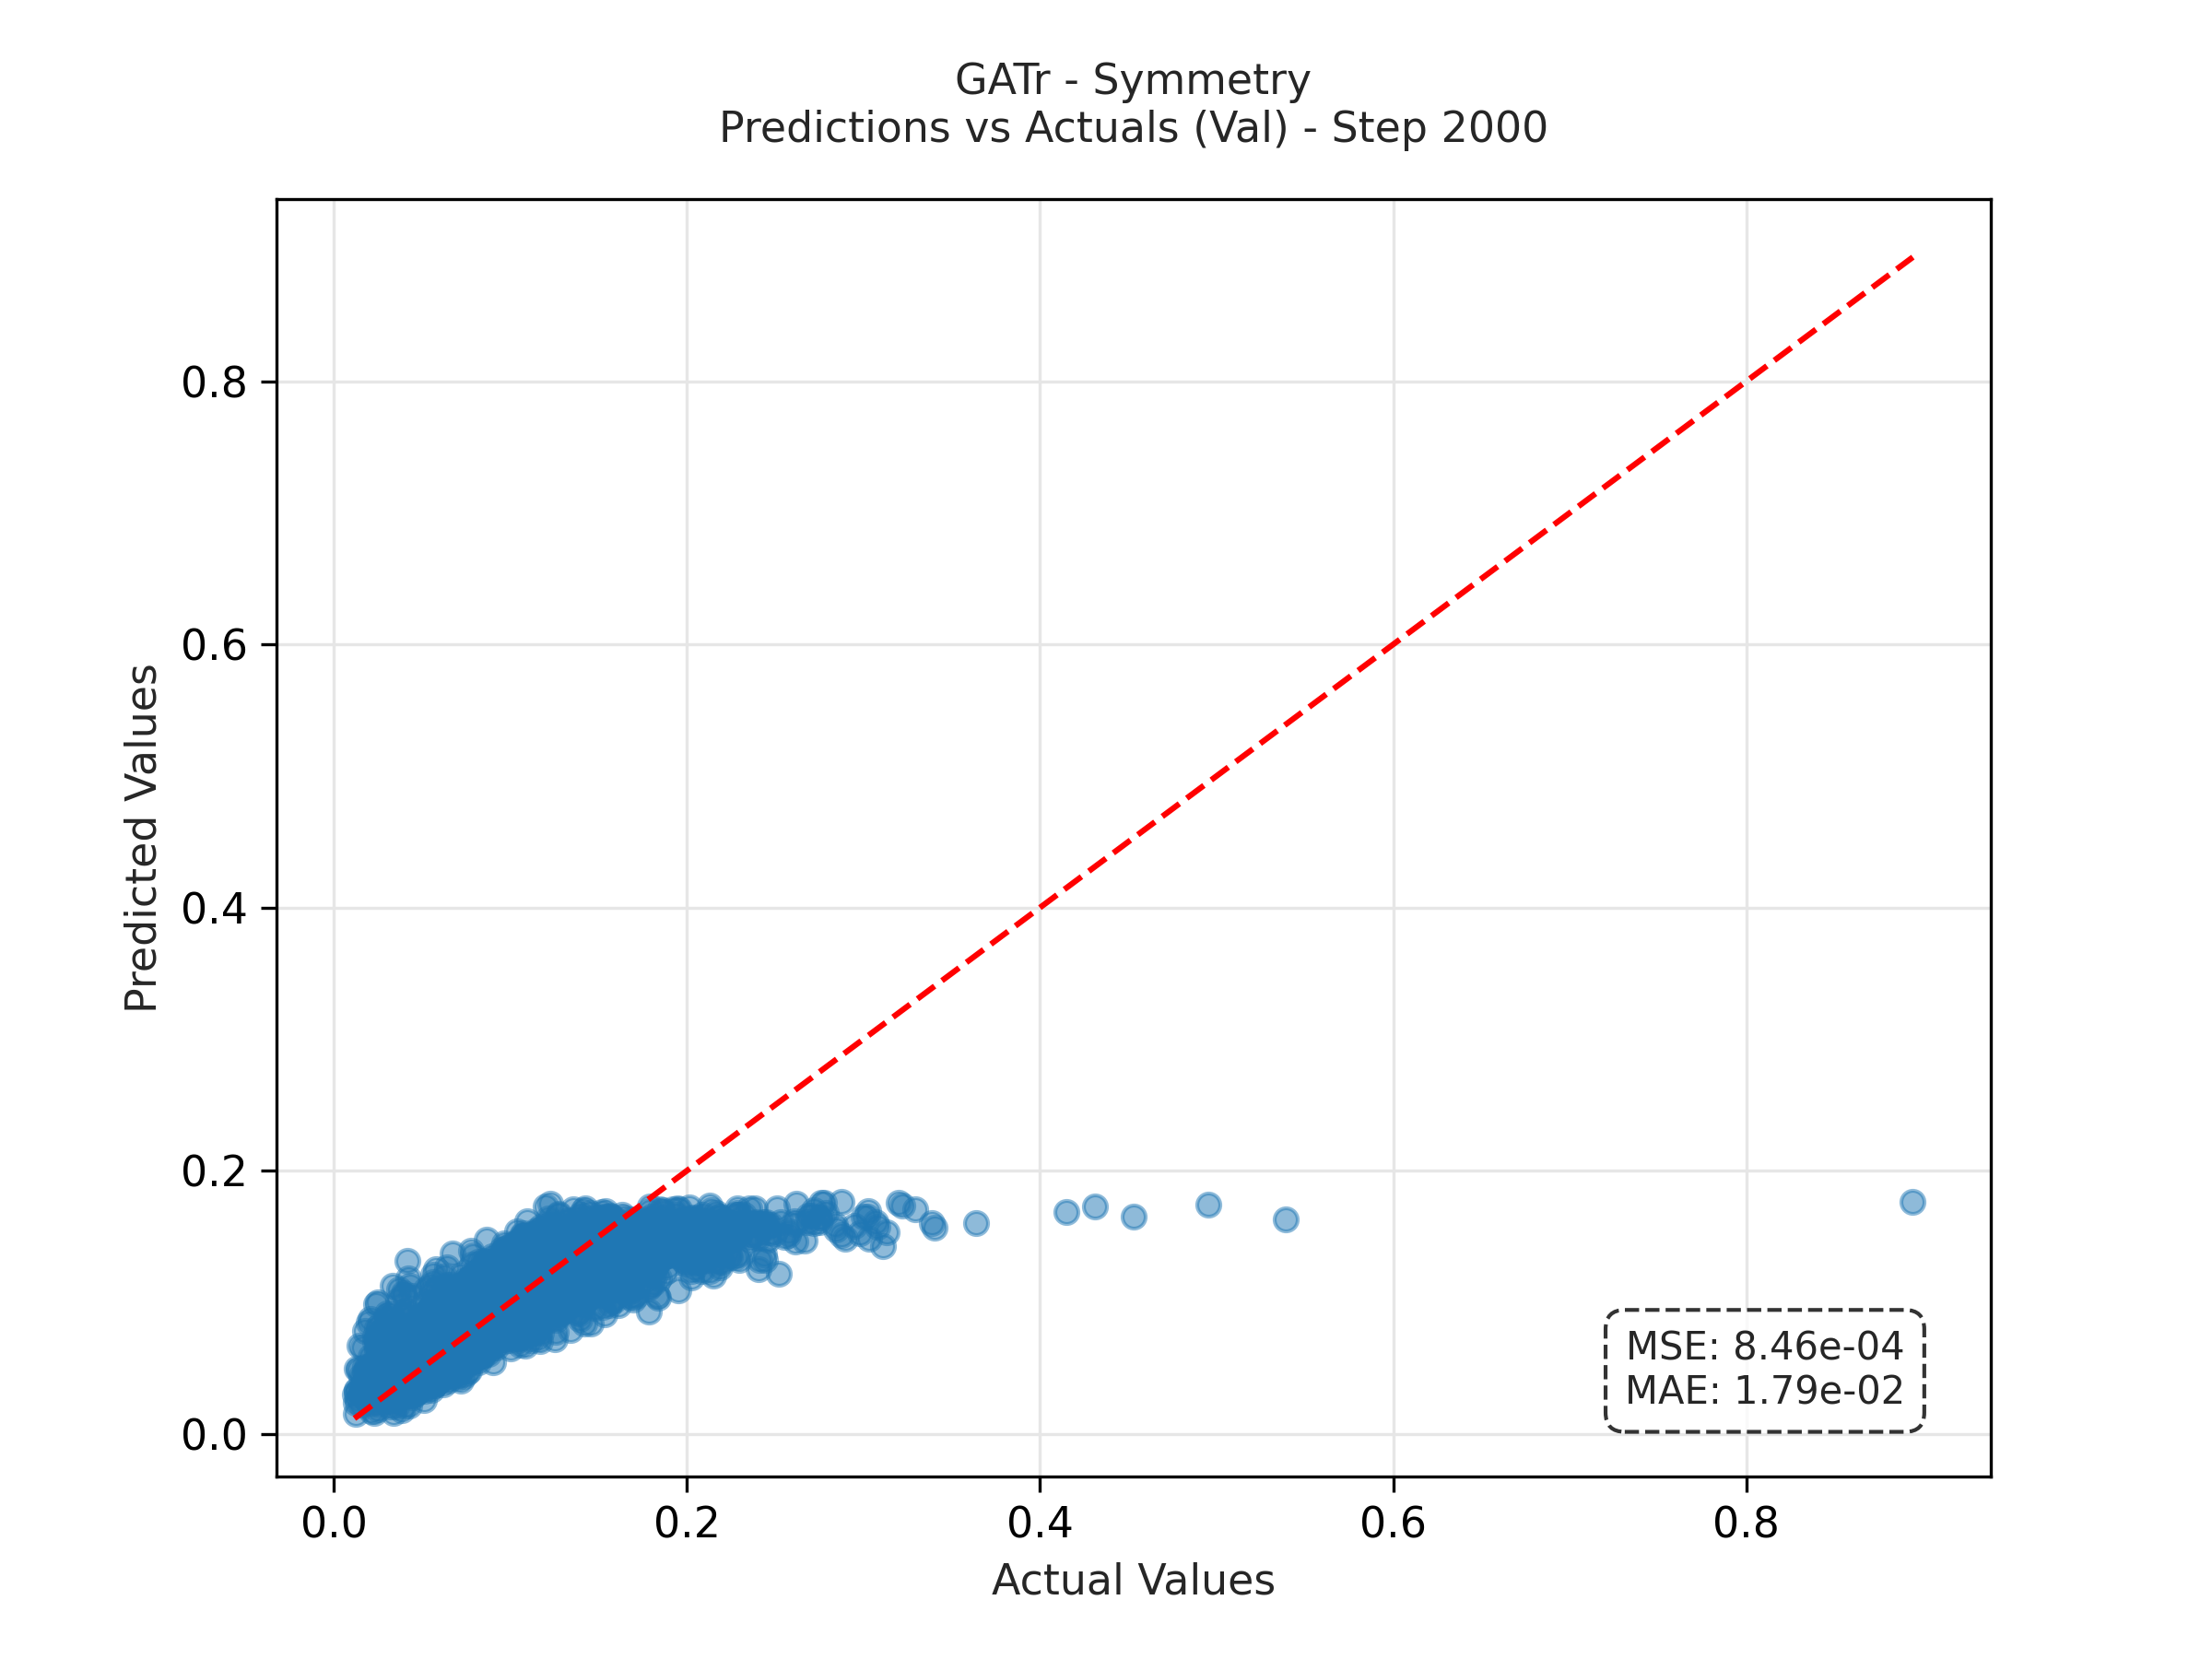 GATr - Symmetry
Predictions vs Actuals (Val) - Step 2000
Predicted Values
0.8
0.6
0.4
0.2
0.0
MSE: 8.46e-04
MAE: 1.79e-02
0.0
0.2
0.4
0.6
0.8
Actual Values